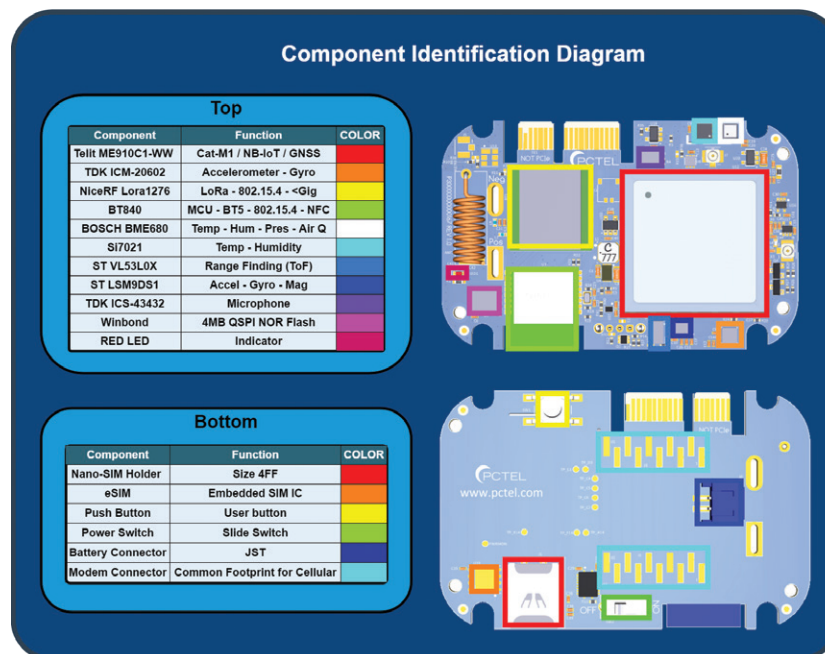 Component Identification Diagram
Top
Component Function COLOR
Telit ME910C1-WW Cat-M1 / NB-IoT / GNSS
TDK ICM-20602 Accelerometer - Gyro
NiceRF Lora1276 LoRa - 802.15.4 - <Gig
BT840 MCU - BT5 - 802.15.4 - NFC
BOSCH BME680 Temp - Hum - Pres - Air Q
Si7021 Temp - Humidity
ST VL53L0X Range Finding (ToF)
ST LSM9DS1 Accel - Gyro - Mag
TDK ICS-43432 Microphone
Winbond 4MB QSPI NOR Flash
RED LED Indicator
NOT PCIe
PCTEL
Neg
Pos
C
777
Bottom
Component Function COLOR
Nano-SIM Holder Size 4FF
eSIM Embedded SIM IC
Push Button User button
Power Switch Slide Switch
Battery Connector JST
Modem Connector Common Footprint for Cellular
NOT PCIe
PCTEL
www.pctel.com
OFF